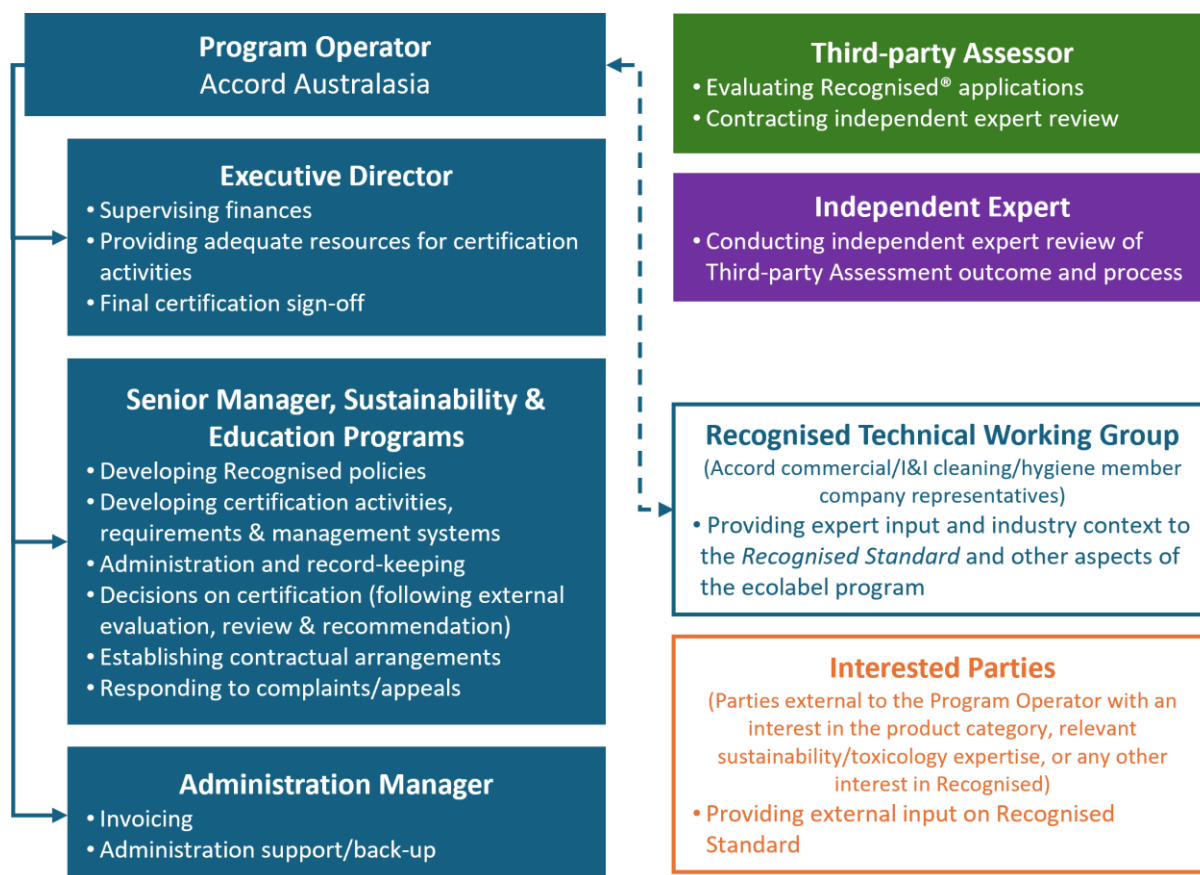 Program Operator
Accord Australasia
Executive Director
• Supervising finances
• Providing adequate resources for certification
activities
• Final certification sign-off
Senior Manager, Sustainability &
Education Programs
• Developing Recognised policies
• Developing certification activities,
requirements & management systems
• Administration and record-keeping
• Decisions on certification (following external
evaluation, review & recommendation)
• Establishing contractual arrangements
• Responding to complaints/appeals
Administration Manager
• Invoicing
• Administration support/back-up
Third-party Assessor
• Evaluating Recognised® applications
• Contracting independent expert review
Independent Expert
• Conducting independent expert review of
Third-party Assessment outcome and process
Recognised Technical Working Group
(Accord commercial/I&I cleaning/hygiene member
company representatives)
• Providing expert input and industry context to
the Recognised Standard and other aspects of
the ecolabel program
Interested Parties
(Parties external to the Program Operator with an
interest in the product category, relevant
sustainability/toxicology expertise, or any other
interest in Recognised)
• Providing external input on Recognised
Standard